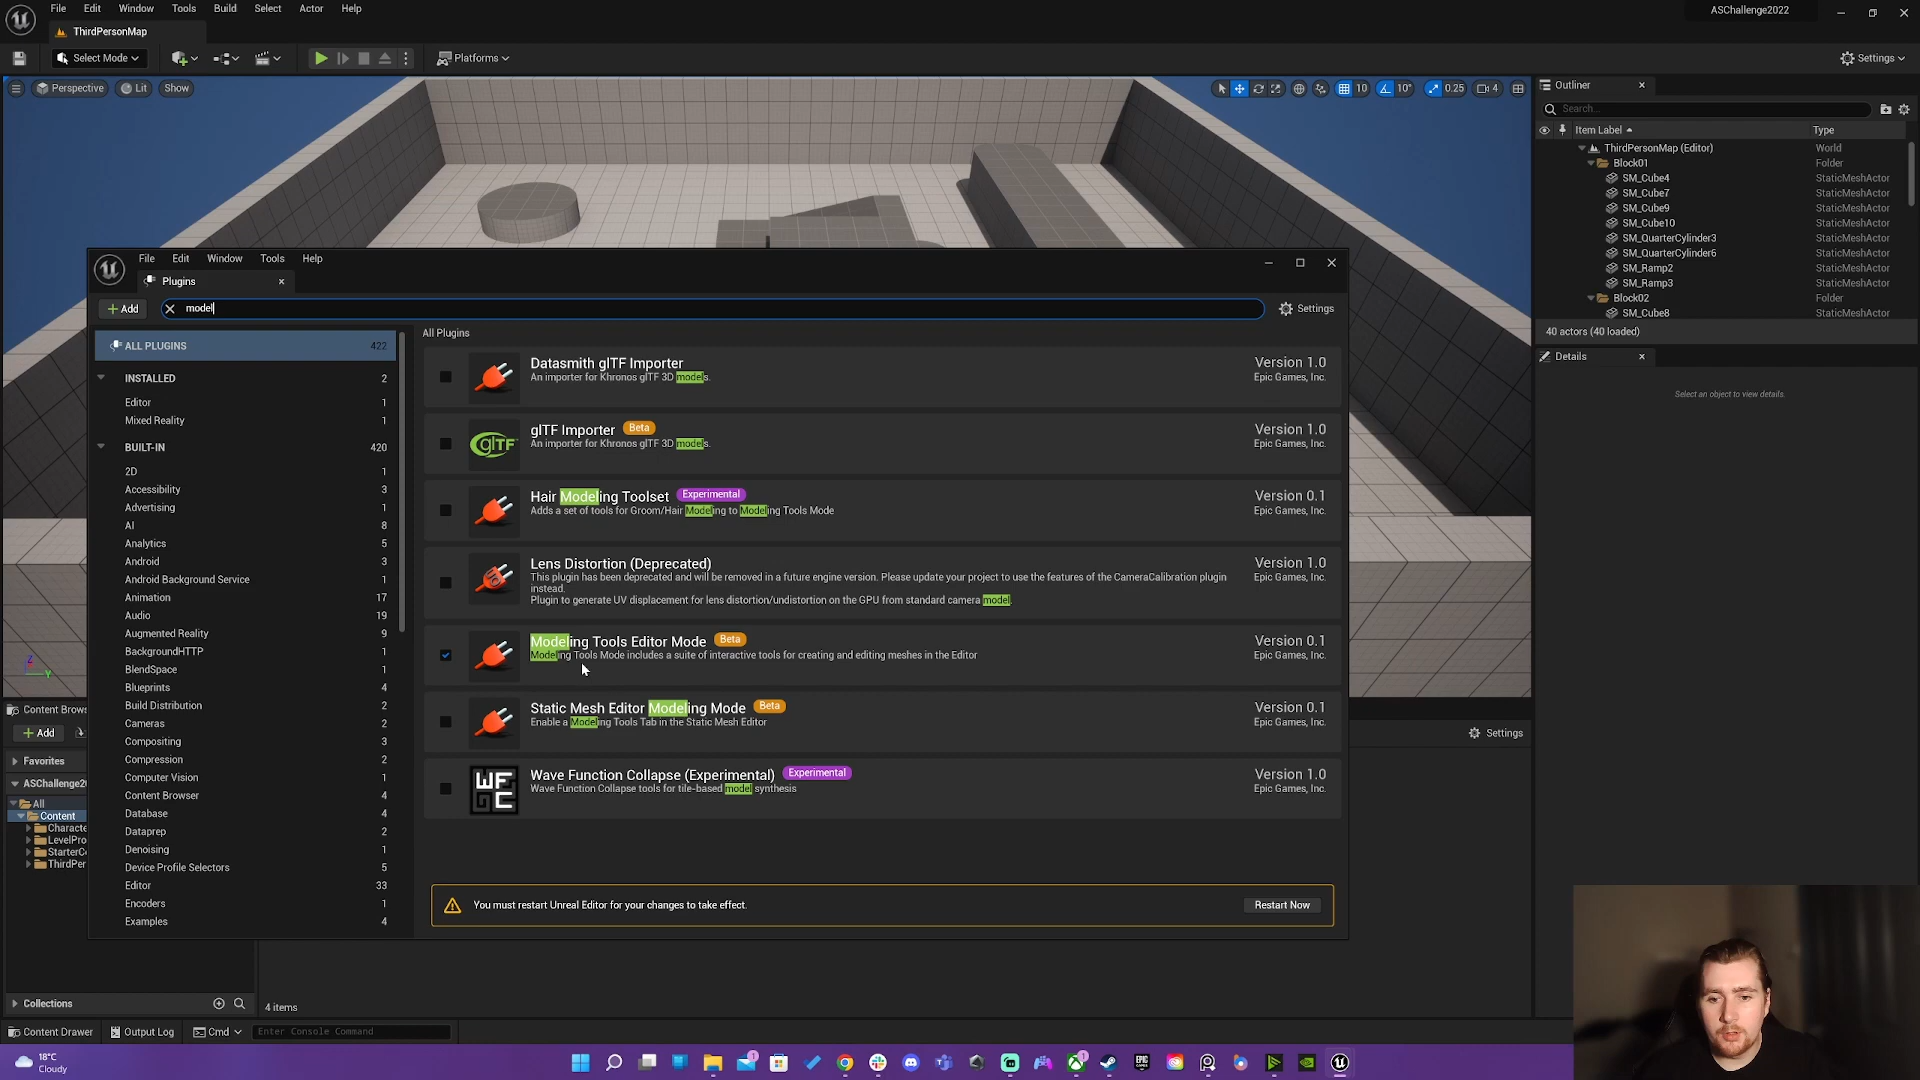 File Edit Window Tools Build Select Actor Help
ASChallenge2022
ThirdPersonMap
Select Mode
Platforms
Settings
Perspective
Lit
Show
10
10°
0.25
4
Outliner
Search...
Item Label
Type
ThirdPersonMap (Editor) World
Block01 Folder
SM_Cube4 StaticMeshActor
SM_Cube7 StaticMeshActor
SM_Cube9 StaticMeshActor
SM_Cube10 StaticMeshActor
SM_QuarterCylinder3 StaticMeshActor
SM_QuarterCylinder6 StaticMeshActor
SM_Ramp2 StaticMeshActor
SM_Ramp3 StaticMeshActor
Block02 Folder
SM_Cube8 StaticMeshActor
40 actors (40 loaded)
Details
Select an object to view details.
File Edit Window Tools Help
Plugins
+ Add
model
Settings
ALL PLUGINS 422
INSTALLED 2
Editor 1
Mixed Reality 1
BUILT-IN 420
2D 1
Accessibility 3
Advertising 1
AI 8
Analytics 5
Android 3
Android Background Service 1
Animation 17
Audio 19
Augmented Reality 9
BackgroundHTTP 1
BlendSpace 1
Blueprints 4
Build Distribution 2
Cameras 2
Compositing 3
Compression 2
Computer Vision 1
Content Browser 4
Database 4
Dataprep 2
Denoising 1
Device Profile Selectors 5
Editor 33
Encoders 1
Examples 4
All Plugins
Datasmith glTF Importer
An importer for Khronos glTF 3D models.
Version 1.0
Epic Games, Inc.
glTF
glTF Importer Beta
An importer for Khronos glTF 3D models.
Version 1.0
Epic Games, Inc.
Hair Modeling Toolset Experimental
Adds a set of tools for Groom/Hair Modeling to Modeling Tools Mode
Version 0.1
Epic Games, Inc.
Lens Distortion (Deprecated)
This plugin has been deprecated and will be removed in a future engine version. Please update your project to use the features of the CameraCalibration plugin
instead.
Plugin to generate UV displacement for lens distortion/undistortion on the GPU from standard camera model.
Version 1.0
Epic Games, Inc.
Modeling Tools Editor Mode Beta
Modeling Tools Mode includes a suite of interactive tools for creating and editing meshes in the Editor
Version 0.1
Epic Games, Inc.
Static Mesh Editor Modeling Mode Beta
Enable a Modeling Tools Tab in the Static Mesh Editor
Version 0.1
Epic Games, Inc.
WF
C
Wave Function Collapse (Experimental) Experimental
Wave Function Collapse tools for tile-based model synthesis
Version 1.0
Epic Games, Inc.
You must restart Unreal Editor for your changes to take effect.
Restart Now
Z
Y
Content Brows
+ Add
Settings
Favorites
ASChallenge20
All
Content
Characte
LevelPro
StarterCo
ThirdPer
Collections
4 items
Content Drawer
Output Log
Cmd
Enter Console Command
18°C
Cloudy